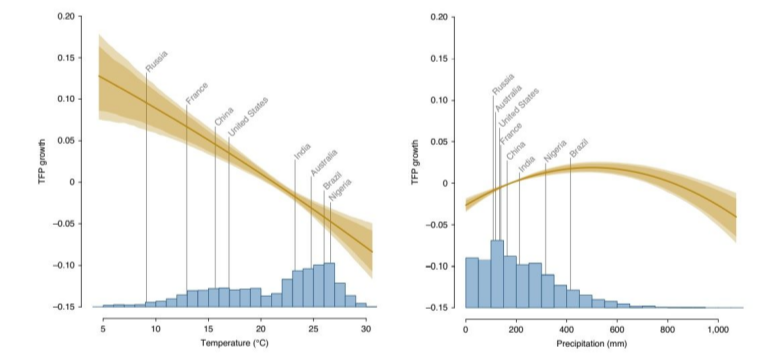 0.20
0.15
0.10
0.05
0
−0.05
−0.10
−0.15
TFP growth
Russia
France
China
United States
India
Australia
Brazil
Nigeria
5 10 15 20 25 30
Temperature (°C)
0.20
0.15
0.10
0.05
0
−0.05
−0.10
−0.15
TFP growth
Russia
Australia
United States
France
China
India
Nigeria
Brazil
0 200 400 600 800 1,000
Precipitation (mm)